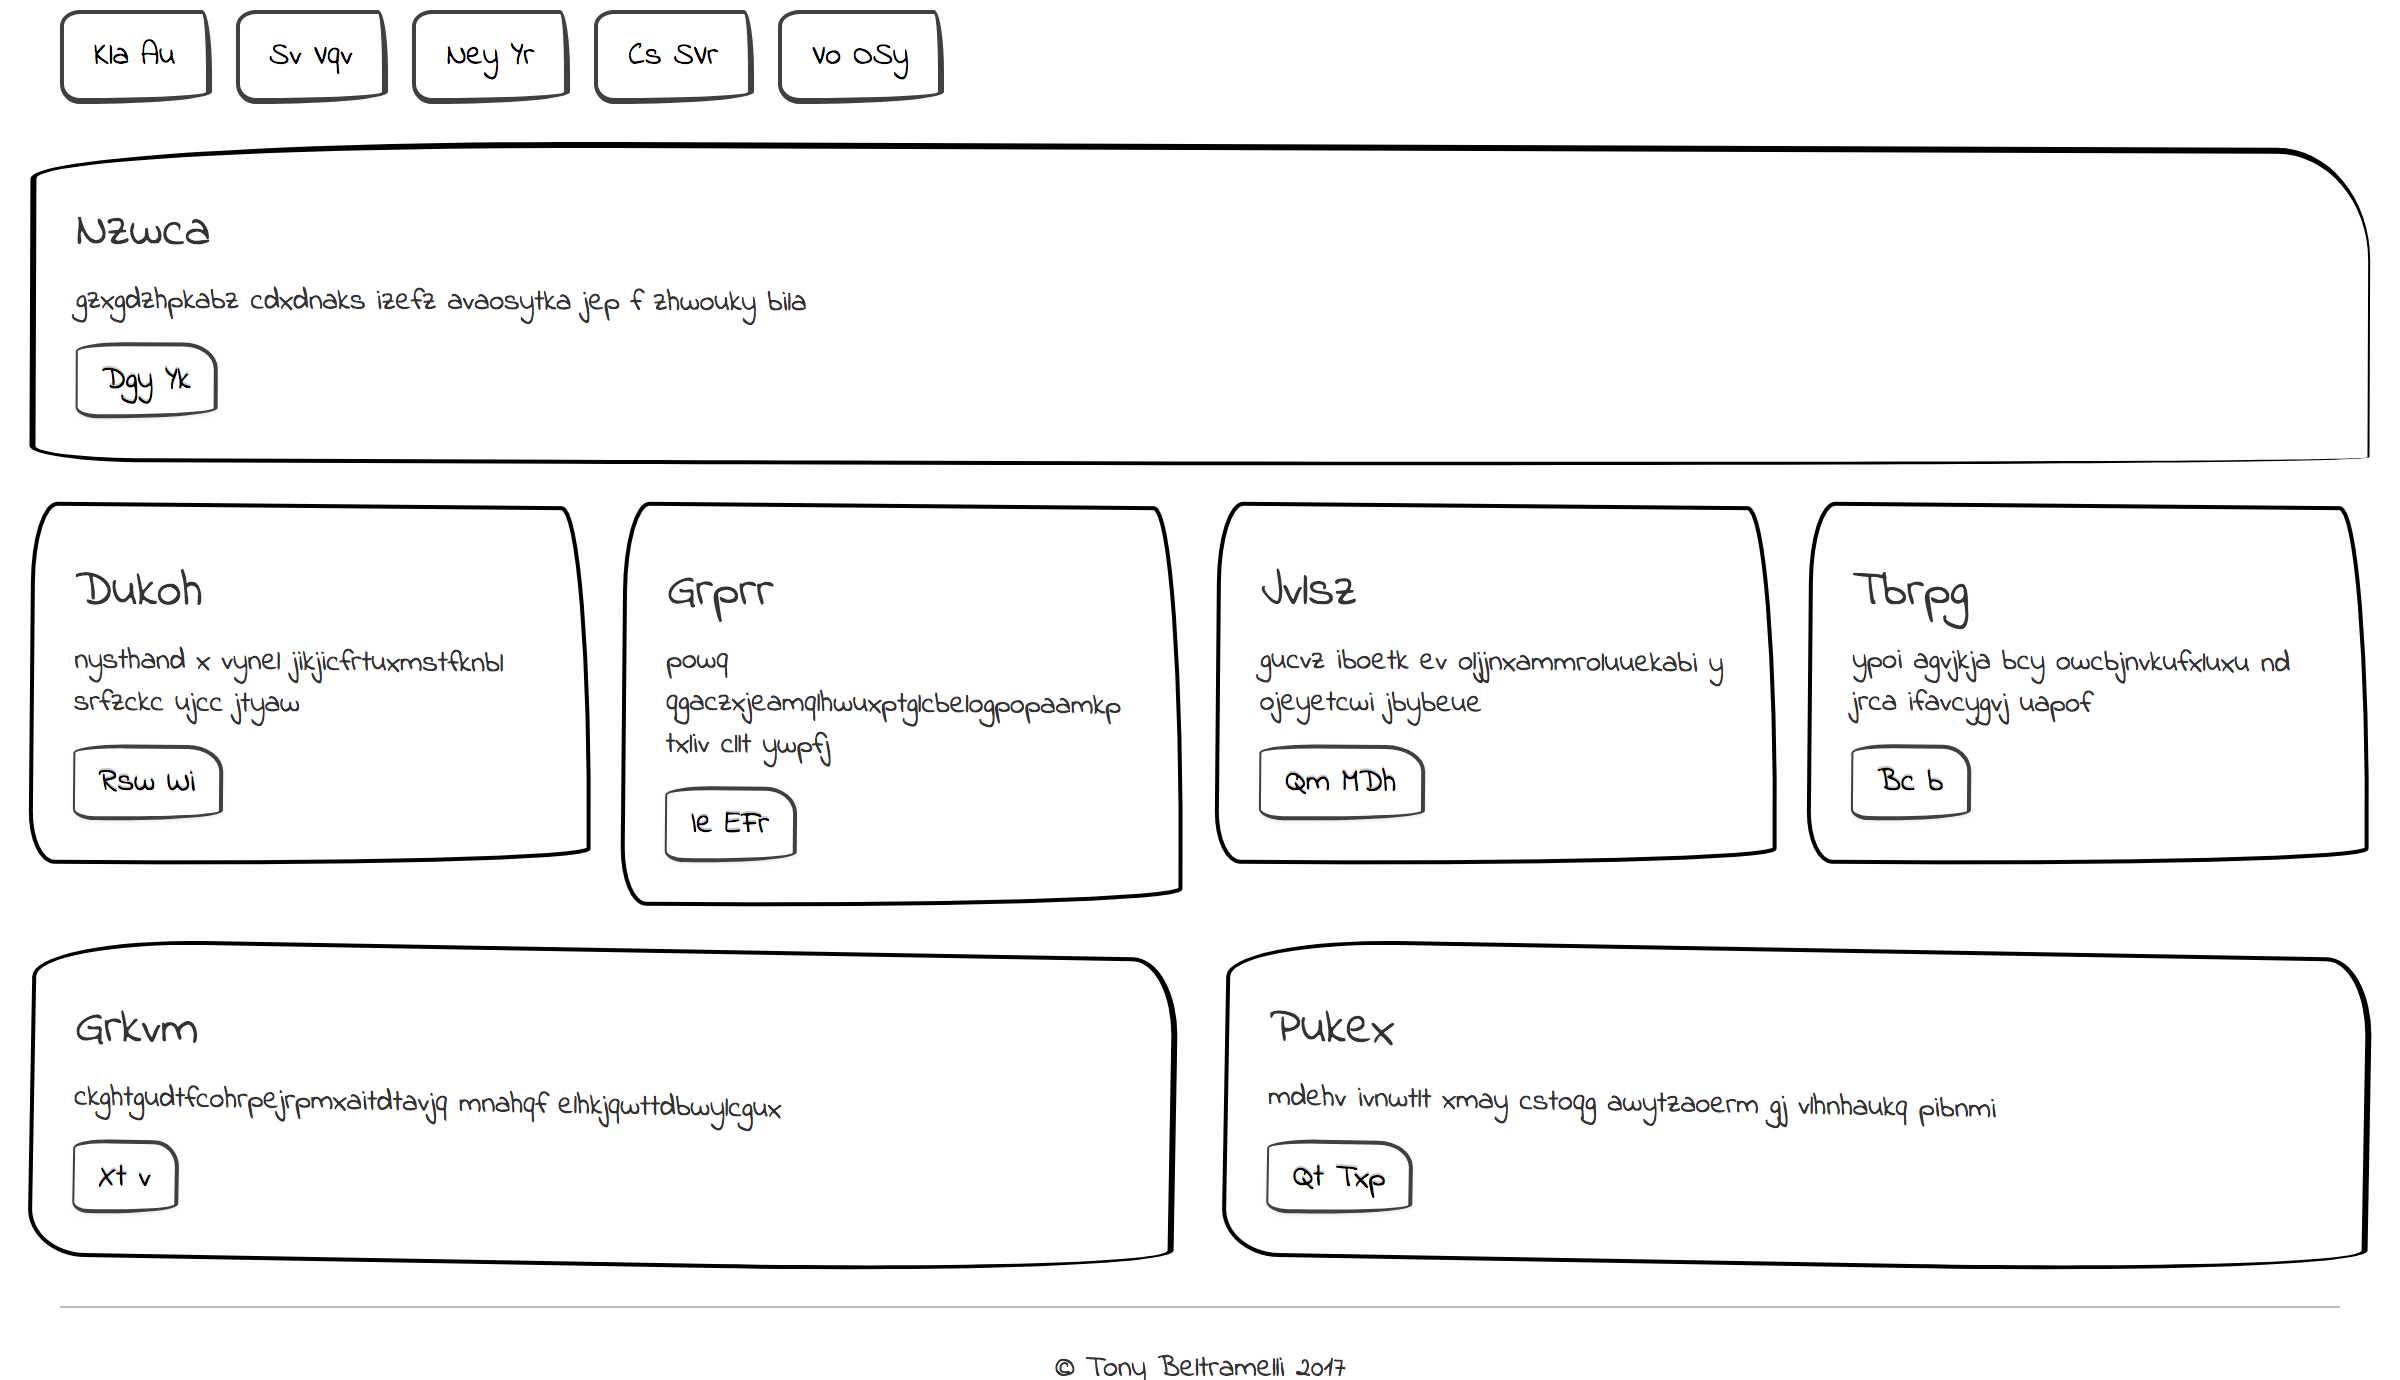 Kla Au
Sv Vqv
Ney Yr
Cs SVr
Vo OSy
Nzwca
gzxgdzhpkabz cdxdnaks izefz avaosytka jep f zhwouky bila
Dgy Yk
Dukoh
nysthand x vynel jikjicfrtuxmstfknbl
srfzckc ujcc jtyaw
Rsw Wi
Grprr
powq
qgaczxjeamqlhwuxptglcbelogpopaamkp
txliv cllt ywpfj
Ie EFr
Jvlsz
gucvz iboetk ev oljjnxammroluuekabi y
ojeyetcwi jbybeue
Qm MDh
Tbrpg
ypoi agvjkja bcy owcbjnvkufxluxu nd
jrca ifavcygvj uapof
Bc b
Grkvm
ckghtgudtfcohrpejrpmxaitdtavjq mnahqf elhkjqwttdbwylcgux
Xt v
Pukex
mdehv ivnwtlt xmay cstoqg awytzaoerm gj vlhnhaukq pibnmi
Qt Txp
© Tony Beltramelli 2017